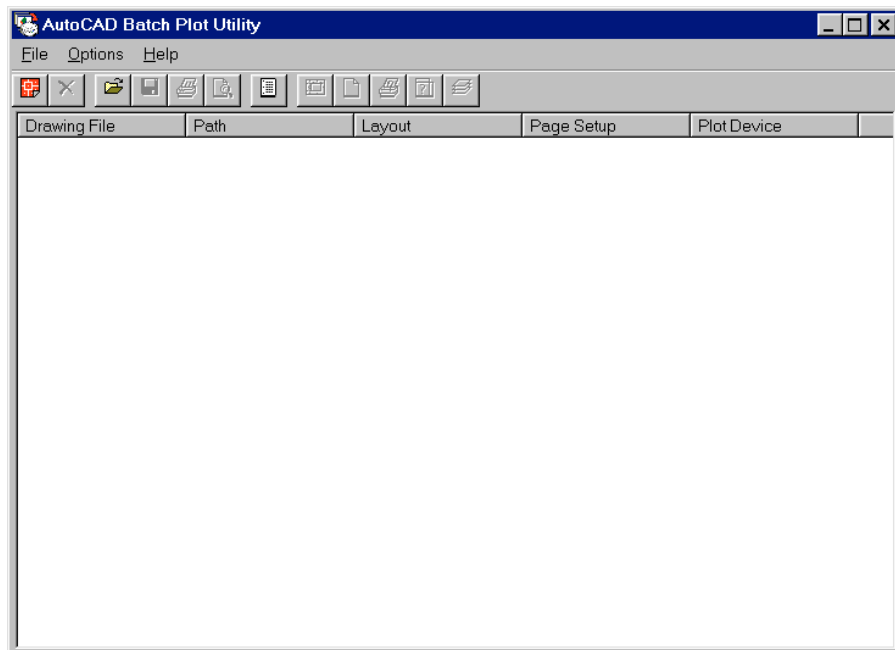 AutoCAD Batch Plot Utility
File Options Help
Drawing File Path Layout Page Setup Plot Device